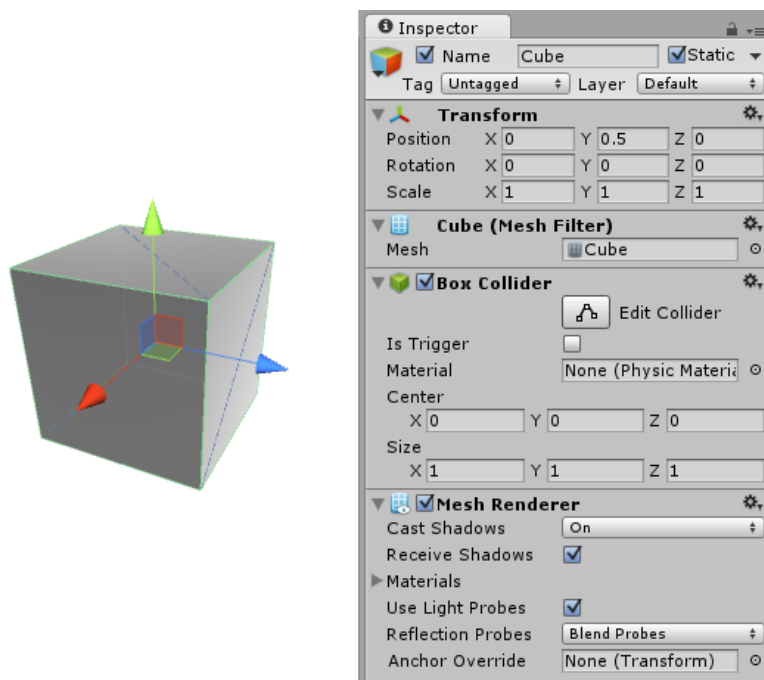 Inspector
Name Cube Static
Tag Untagged Layer Default
Transform
Position X 0 Y 0.5 Z 0
Rotation X 0 Y 0 Z 0
Scale X 1 Y 1 Z 1
Cube (Mesh Filter)
Mesh Cube
Box Collider
Edit Collider
Is Trigger
Material None (Physic Materia
Center
X 0 Y 0 Z 0
Size
X 1 Y 1 Z 1
Mesh Renderer
Cast Shadows On
Receive Shadows
Materials
Use Light Probes
Reflection Probes Blend Probes
Anchor Override None (Transform)